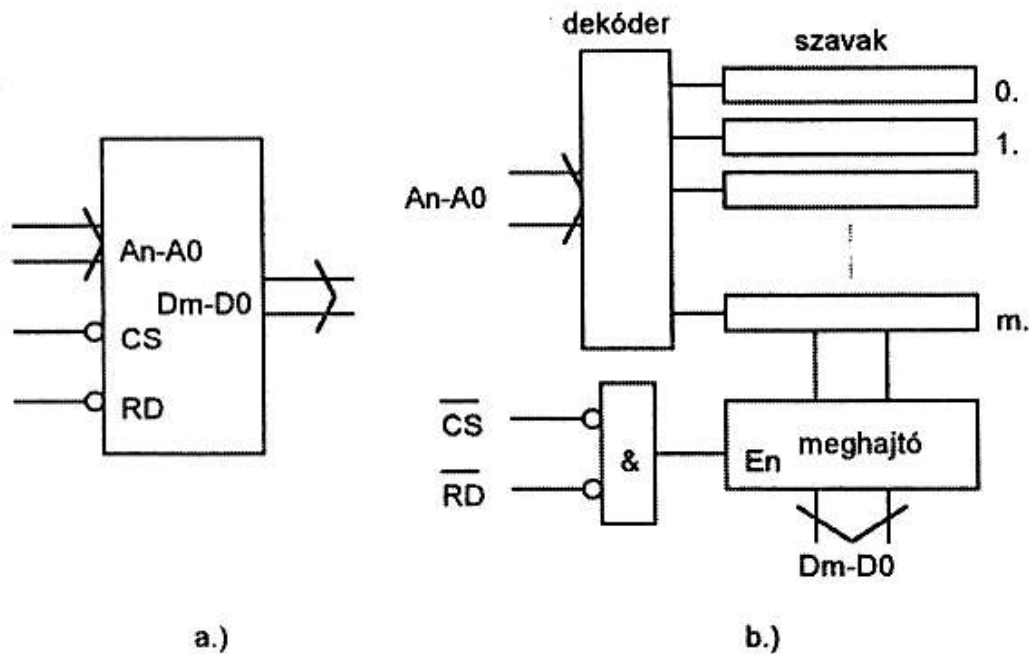 dekóder
szavak
0.
1.
An-A0
m.
An-A0
Dm-D0
CS
RD
CS
RD
&
En
meghajtó
Dm-D0
a.)
b.)